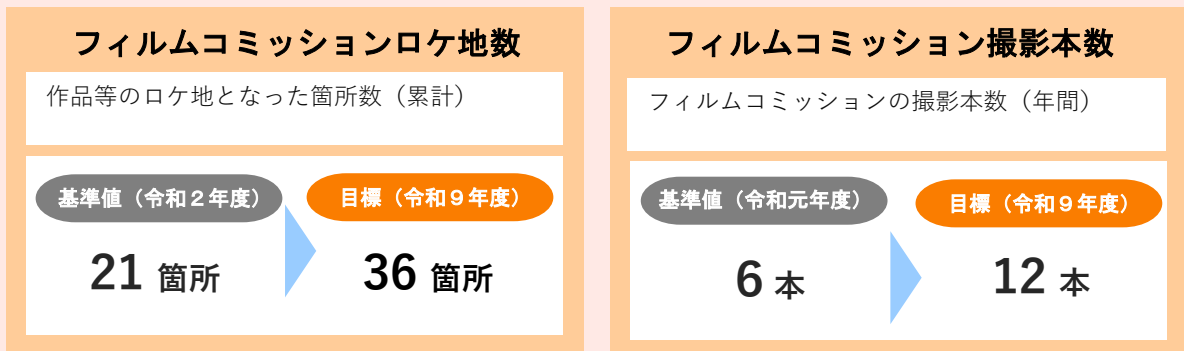 フィルムコミッションロケ地数
作品等のロケ地となった箇所数（累計）
基準値（令和２年度）
目標（令和９年度）
21 箇所
36 箇所
フィルムコミッション撮影本数
フィルムコミッションの撮影本数（年間）
基準値（令和元年度）
目標（令和９年度）
6 本
12 本